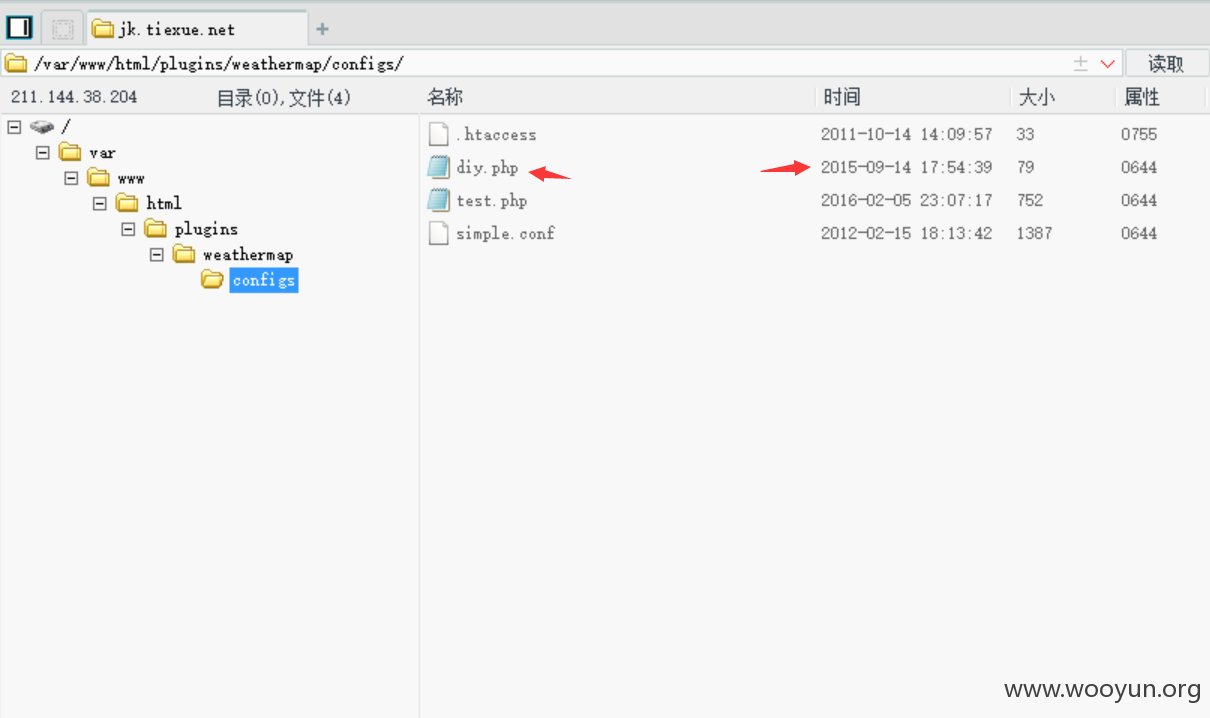 jk.tiexue.net
/var/www/html/plugins/weathermap/configs/ 读取
211.144.38.204 目录(0),文件(4) 名称 时间 大小 属性
/
var
www
html
plugins
weathermap
configs
.htaccess 2011-10-14 14:09:57 33 0755
diy.php 2015-09-14 17:54:39 79 0644
test.php 2016-02-05 23:07:17 752 0644
simple.conf 2012-02-15 18:13:42 1387 0644
www.wooyun.org